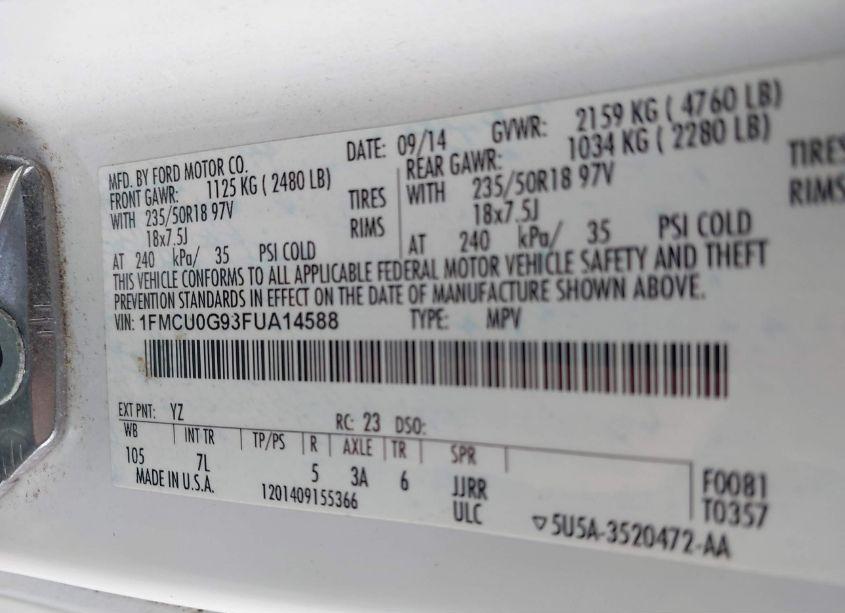 MFD. BY FORD MOTOR CO. DATE: 09/14 GVWR: 2159 KG ( 4760 LB)
FRONT GAWR: 1125 KG ( 2480 LB) REAR GAWR: 1034 KG ( 2280 LB)
WITH 235/50R18 97V TIRES WITH 235/50R18 97V TIRES
18x7.5J RIMS 18x7.5J RIMS
AT 240 kPa/ 35 PSI COLD AT 240 kPa/ 35 PSI COLD
THIS VEHICLE CONFORMS TO ALL APPLICABLE FEDERAL MOTOR VEHICLE SAFETY AND THEFT
PREVENTION STANDARDS IN EFFECT ON THE DATE OF MANUFACTURE SHOWN ABOVE.
VIN: 1FMCU0G93FUA14588 TYPE: MPV
EXT PNT: YZ RC: 23 DSO:
WB INT TR TP/PS R AXLE TR SPR
105 7L 5 3A 6 JJRR F0081
MADE IN U.S.A. 1201409155366 ULC T0357
5U5A-3520472-AA